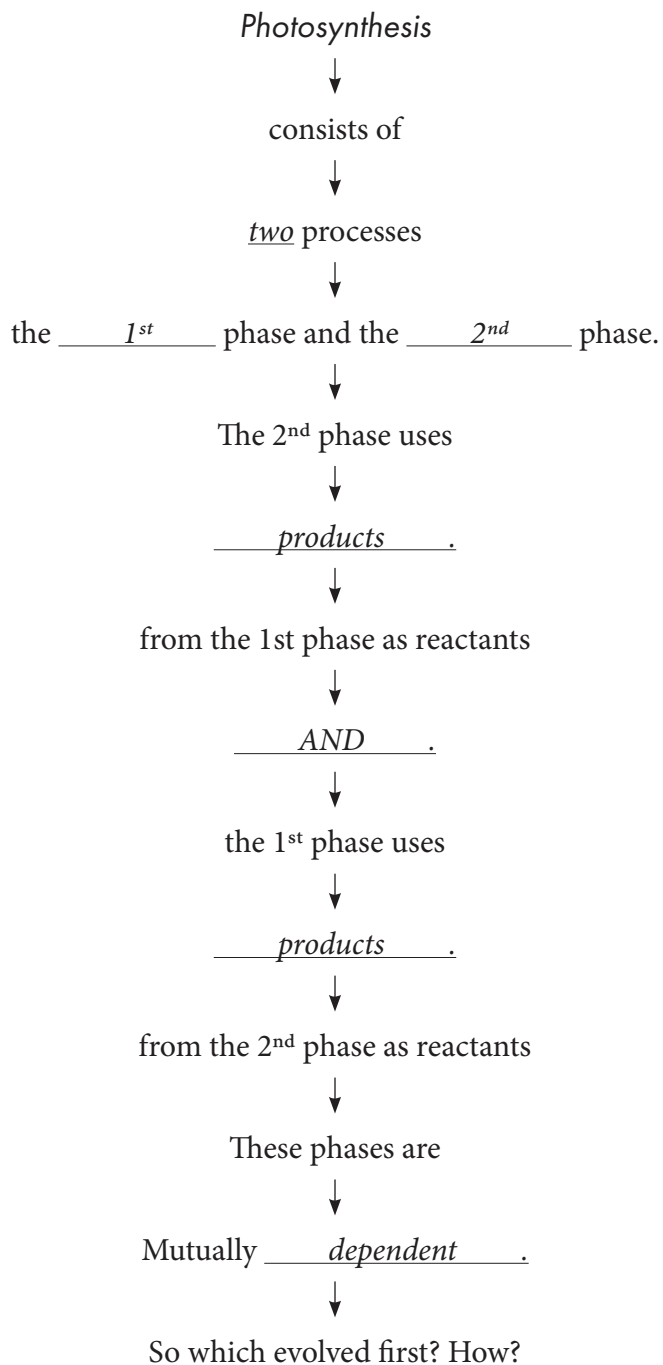 Photosynthesis
consists of
two processes
the 1st phase and the 2nd phase.
The 2nd phase uses
products .
from the 1st phase as reactants
AND .
the 1st phase uses
products .
from the 2nd phase as reactants
These phases are
Mutually dependent .
So which evolved first? How?